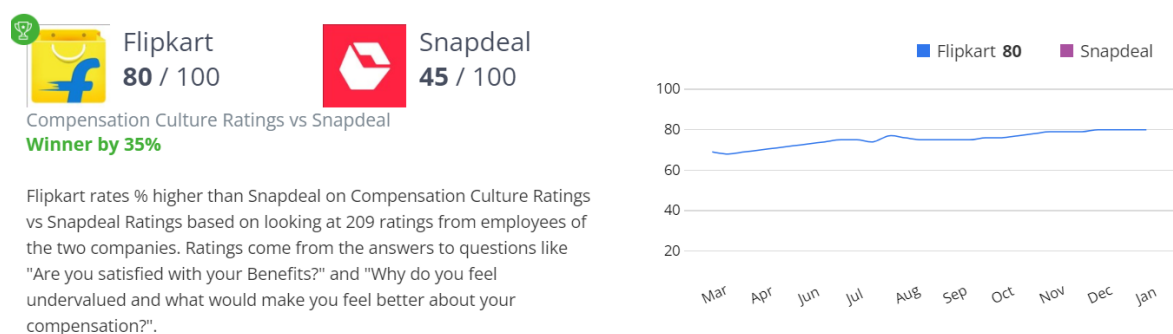 Flipkart
80 / 100
Snapdeal
45 / 100
Compensation Culture Ratings vs Snapdeal
Winner by 35%
Flipkart rates % higher than Snapdeal on Compensation Culture Ratings
vs Snapdeal Ratings based on looking at 209 ratings from employees of
the two companies. Ratings come from the answers to questions like
"Are you satisfied with your Benefits?" and "Why do you feel
undervalued and what would make you feel better about your
compensation?".
Flipkart 80 Snapdeal
100
80
60
40
20
Mar Apr Jun Jul Aug Sep Oct Nov Dec Jan